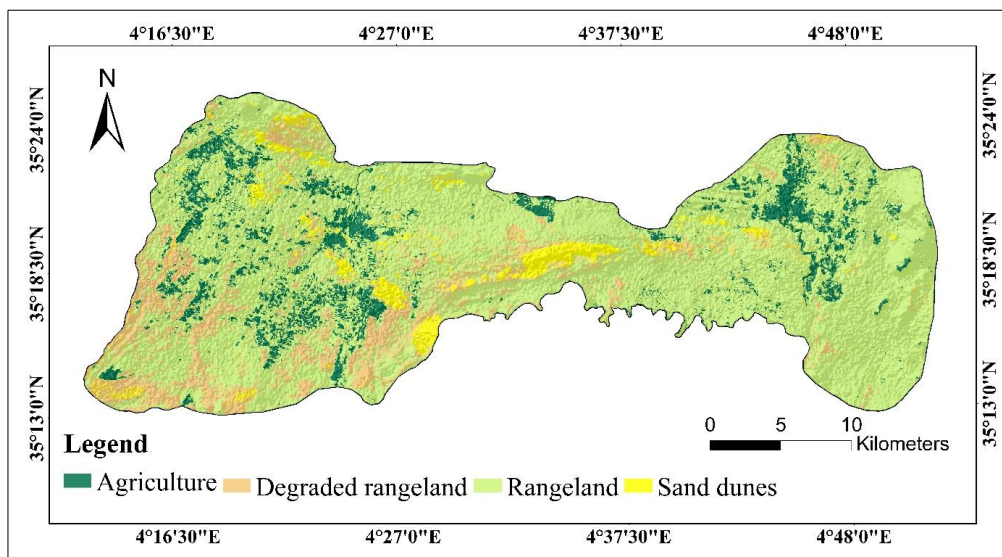 4°16'30"E 4°27'0"E 4°37'30"E 4°48'0"E
N
35°24'0"N 35°24'0"N
35°18'30"N 35°18'30"N
35°13'0"N 35°13'0"N
0 5 10
Kilometers
Legend
Agriculture Degraded rangeland Rangeland Sand dunes
4°16'30"E 4°27'0"E 4°37'30"E 4°48'0"E